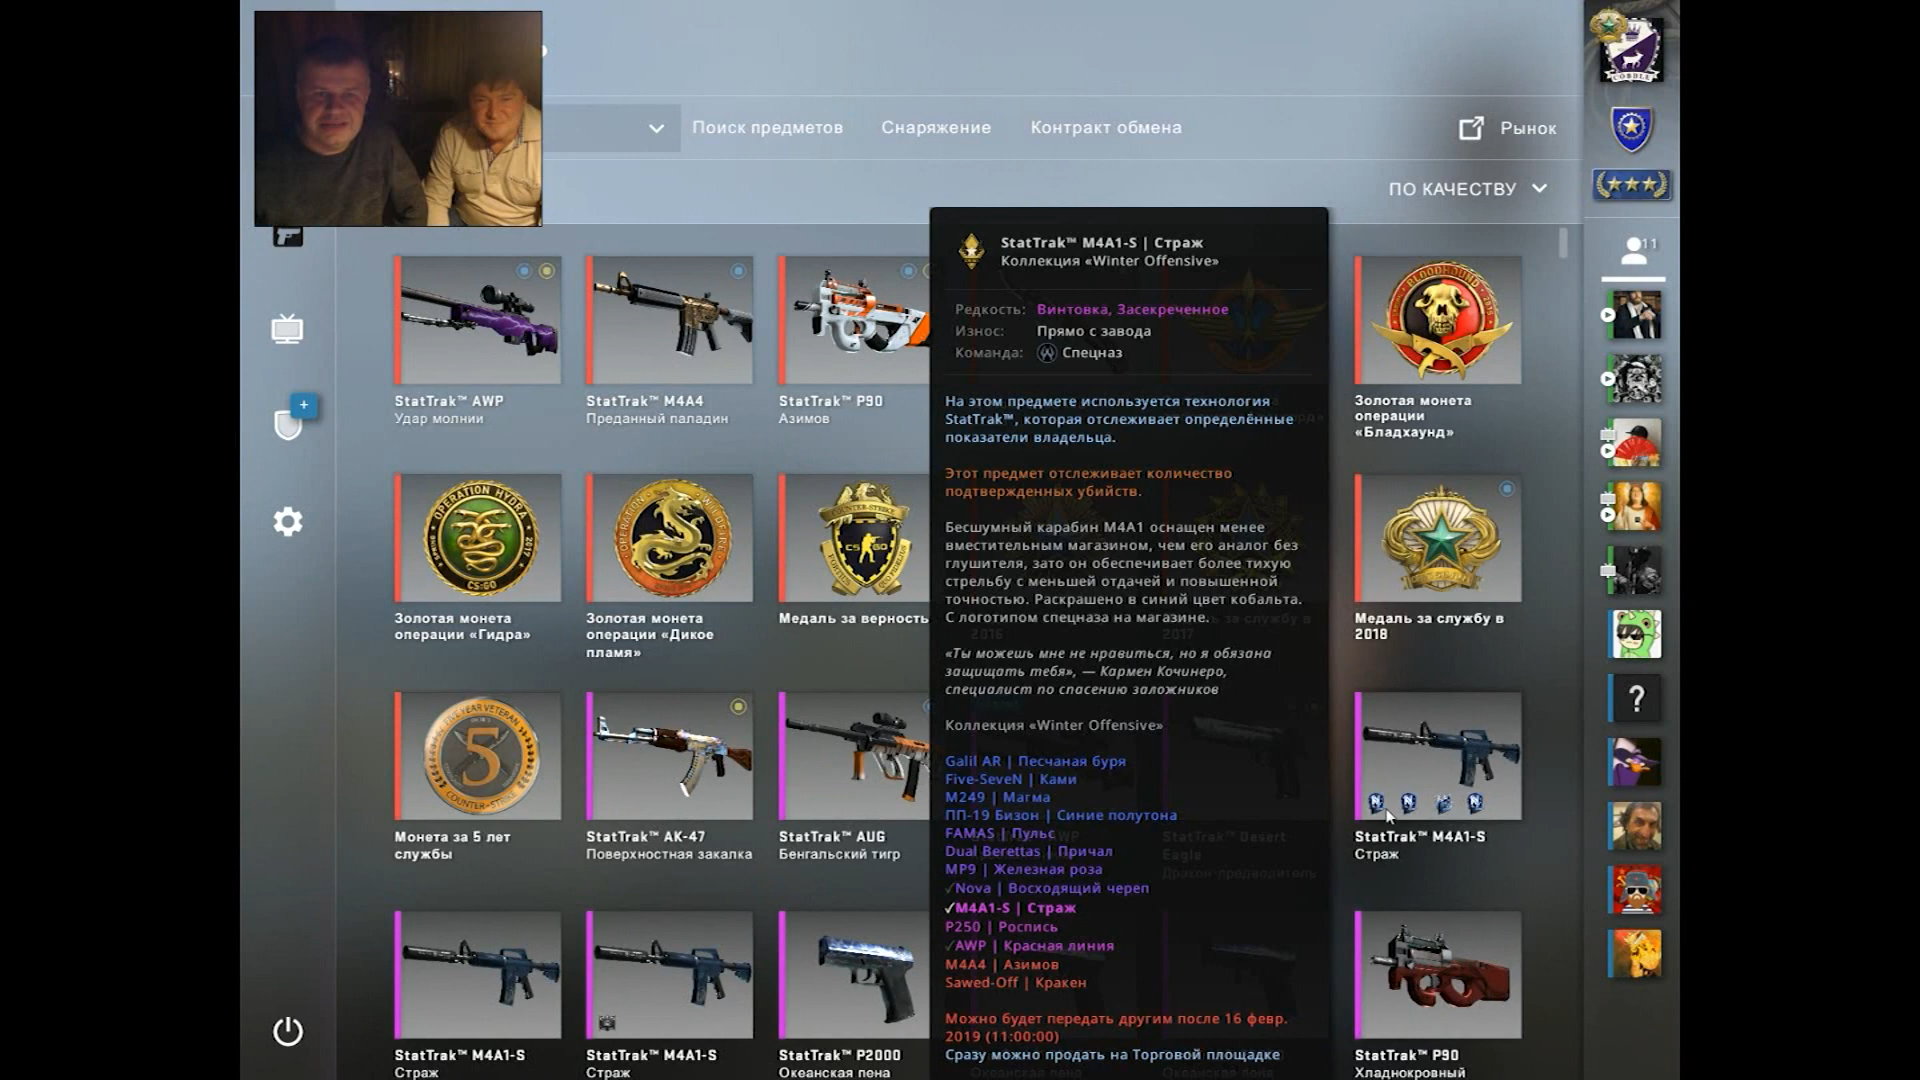 Поиск предметов
Снаряжение
Контракт обмена
Рынок
ПО КАЧЕСТВУ
11
StatTrak™ AWP
Удар молнии
StatTrak™ M4A4
Преданный паладин
StatTrak™ P90
Азимов
Золотая монета
операции
«Бладхаунд»
Золотая монета
операции «Гидра»
Золотая монета
операции «Дикое
пламя»
Медаль за верность
Медаль за службу в
2018
Монета за 5 лет
службы
StatTrak™ AK-47
Поверхностная закалка
StatTrak™ AUG
Бенгальский тигр
StatTrak™ M4A1-S
Страж
StatTrak™ M4A1-S
Страж
StatTrak™ M4A1-S
Страж
StatTrak™ P2000
Океанская пена
StatTrak™ P90
Хладнокровный
StatTrak™ M4A1-S | Страж
Коллекция «Winter Offensive»
Редкость: Винтовка, Засекреченное
Износ: Прямо с завода
Команда: Спецназ
На этом предмете используется технология
StatTrak™, которая отслеживает определённые
показатели владельца.
Этот предмет отслеживает количество
подтвержденных убийств.
Бесшумный карабин M4A1 оснащен менее
вместительным магазином, чем его аналог без
глушителя, зато он обеспечивает более тихую
стрельбу с меньшей отдачей и повышенной
точностью. Раскрашено в синий цвет кобальта.
С логотипом спецназа на магазине.
«Ты можешь мне не нравиться, но я обязана
защищать тебя», — Кармен Кочинеро,
специалист по спасению заложников
Коллекция «Winter Offensive»
Galil AR | Песчаная буря
Five-SeveN | Ками
M249 | Магма
ПП-19 Бизон | Синие полутона
FAMAS | Пульс
Dual Berettas | Причал
MP9 | Железная роза
✓Nova | Восходящий череп
✓M4A1-S | Страж
P250 | Роспись
✓AWP | Красная линия
M4A4 | Азимов
Sawed-Off | Кракен
Можно будет передать другим после 16 февр.
2019 (11:00:00)
Сразу можно продать на Торговой площадке